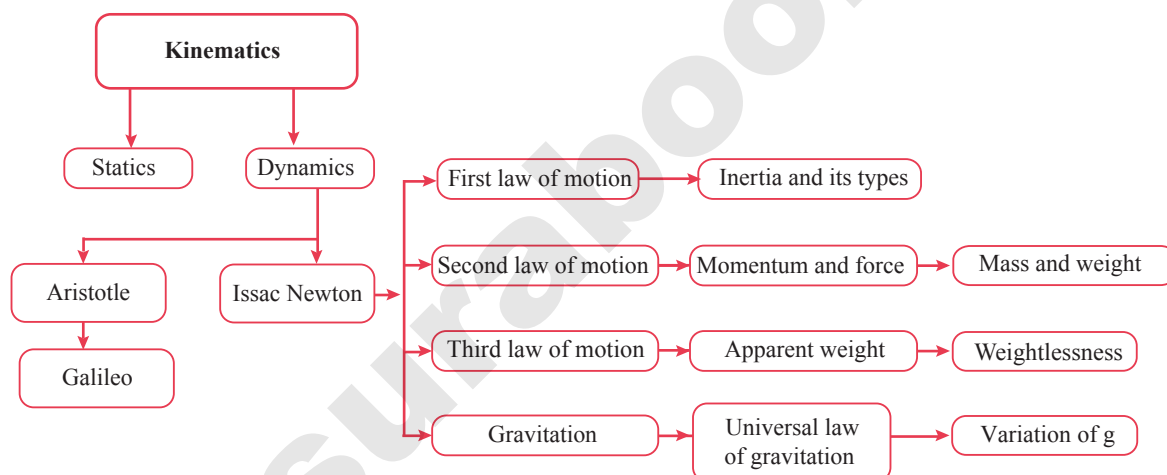 Kinematics
Statics
Dynamics
First law of motion
Inertia and its types
Second law of motion
Momentum and force
Mass and weight
Aristotle
Issac Newton
Third law of motion
Apparent weight
Weightlessness
Galileo
Gravitation
Universal law
of gravitation
Variation of g